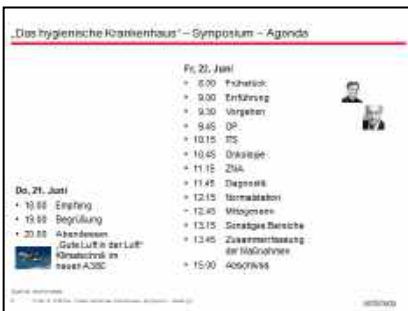 „Das hygienische Krankenhaus“ – Symposium – Agenda
Do, 21. Juni
• 18.00 Empfang
• 19.00 Begrüßung
• 20.00 Abendessen
„Gute Luft in der Luft“
Klimatechnik im
neuen A380
Fr, 22. Juni
• 8.00 Frühstück
• 9.00 Einführung
• 9.30 Vorgehen
• 9.45 OP
• 10.15 ITS
• 10.45 Onkologie
• 11.15 ZNA
• 11.45 Diagnostik
• 12.15 Normalstation
• 12.45 Mittagessen
• 13.15 Sonstige Bereiche
• 13.45 Zusammenfassung
der Maßnahmen
• 15.00 Abschluss